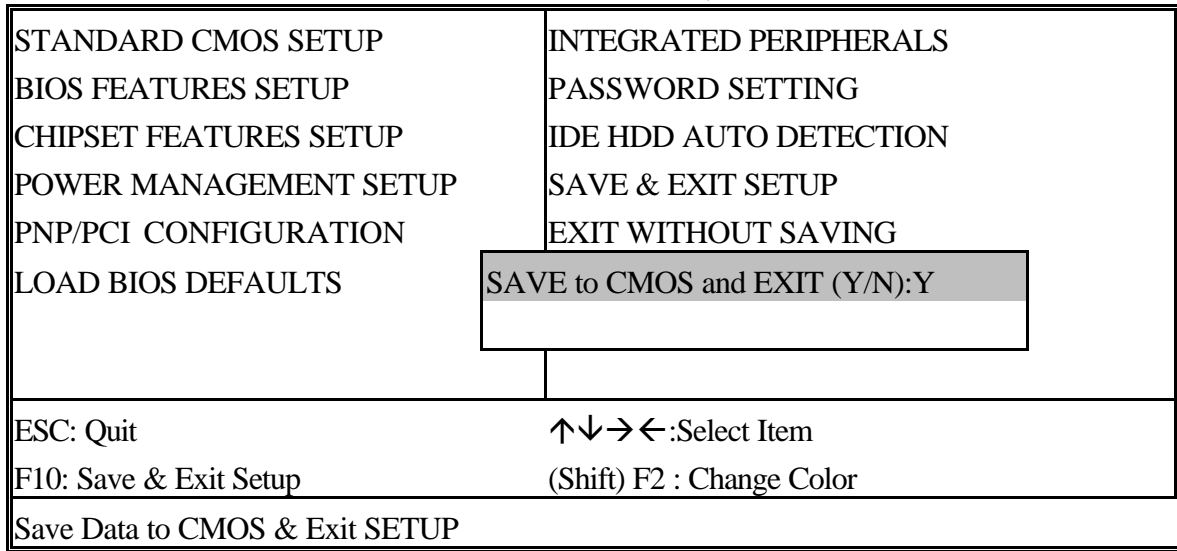 STANDARD CMOS SETUP
BIOS FEATURES SETUP
CHIPSET FEATURES SETUP
POWER MANAGEMENT SETUP
PNP/PCI CONFIGURATION
LOAD BIOS DEFAULTS
INTEGRATED PERIPHERALS
PASSWORD SETTING
IDE HDD AUTO DETECTION
SAVE & EXIT SETUP
EXIT WITHOUT SAVING
SAVE to CMOS and EXIT (Y/N):Y
ESC: Quit
↑↓→←:Select Item
F10: Save & Exit Setup
(Shift) F2 : Change Color
Save Data to CMOS & Exit SETUP